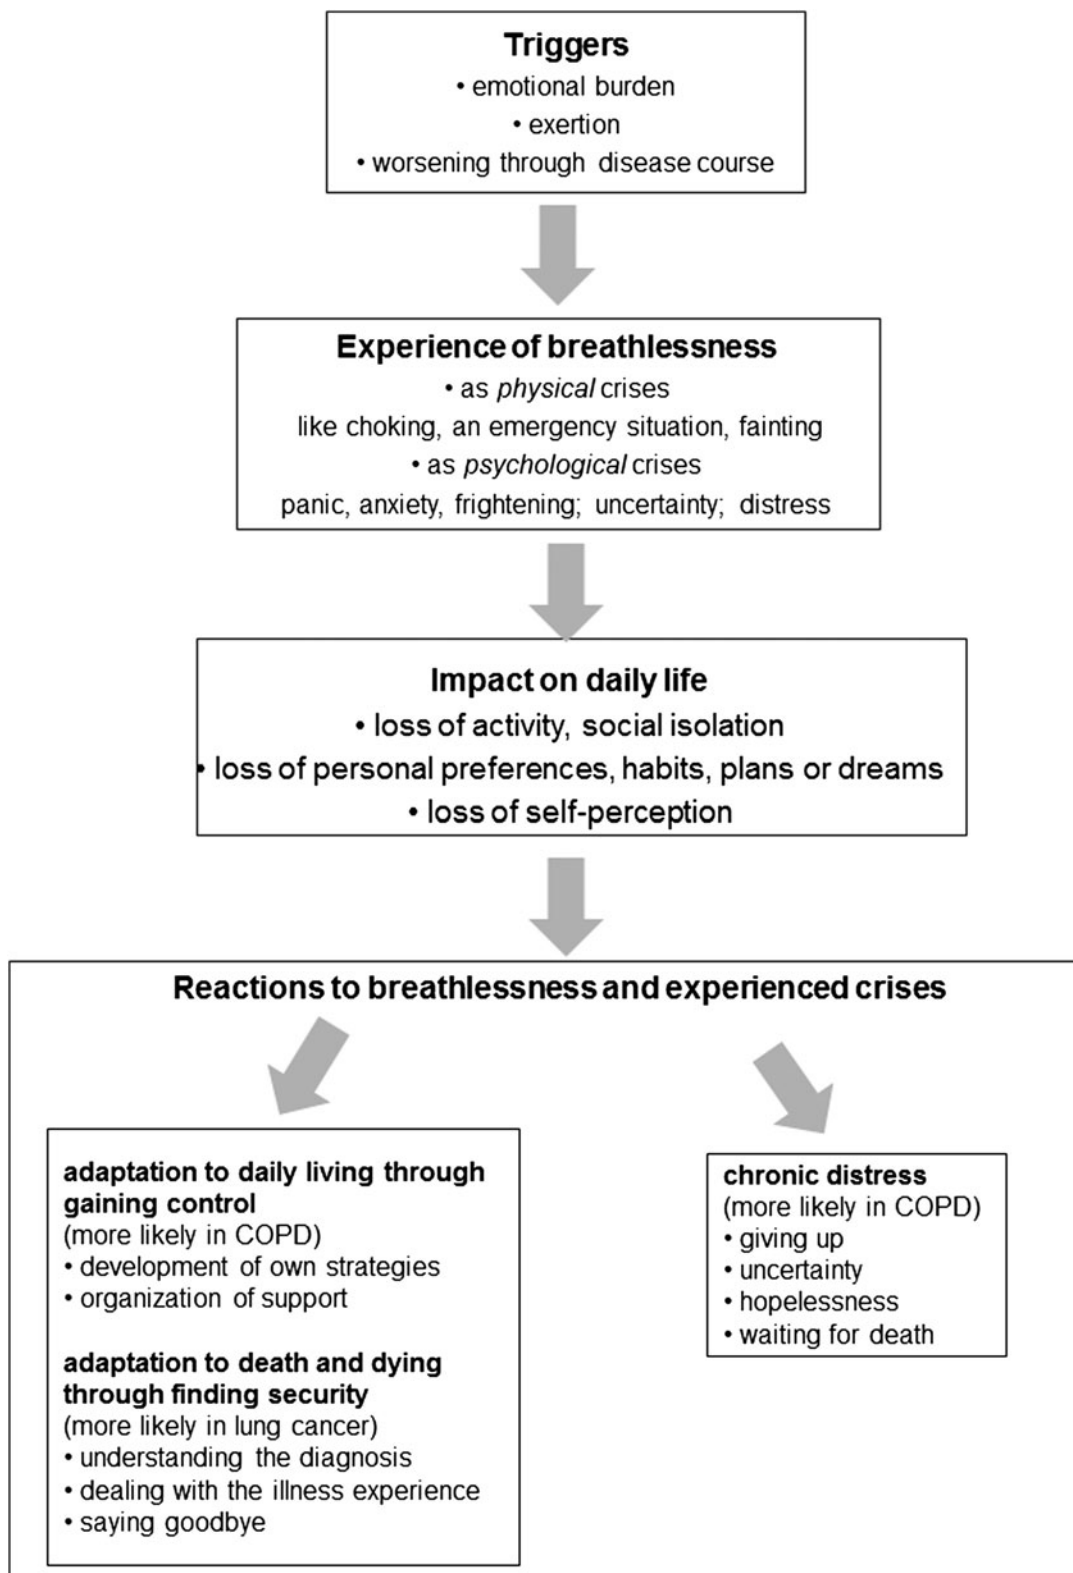 Triggers
• emotional burden
• exertion
• worsening through disease course
Experience of breathlessness
• as physical crises
like choking, an emergency situation, fainting
• as psychological crises
panic, anxiety, frightening; uncertainty; distress
Impact on daily life
• loss of activity, social isolation
• loss of personal preferences, habits, plans or dreams
• loss of self-perception
Reactions to breathlessness and experienced crises
adaptation to daily living through
gaining control
(more likely in COPD)
• development of own strategies
• organization of support
adaptation to death and dying
through finding security
(more likely in lung cancer)
• understanding the diagnosis
• dealing with the illness experience
• saying goodbye
chronic distress
(more likely in COPD)
• giving up
• uncertainty
• hopelessness
• waiting for death